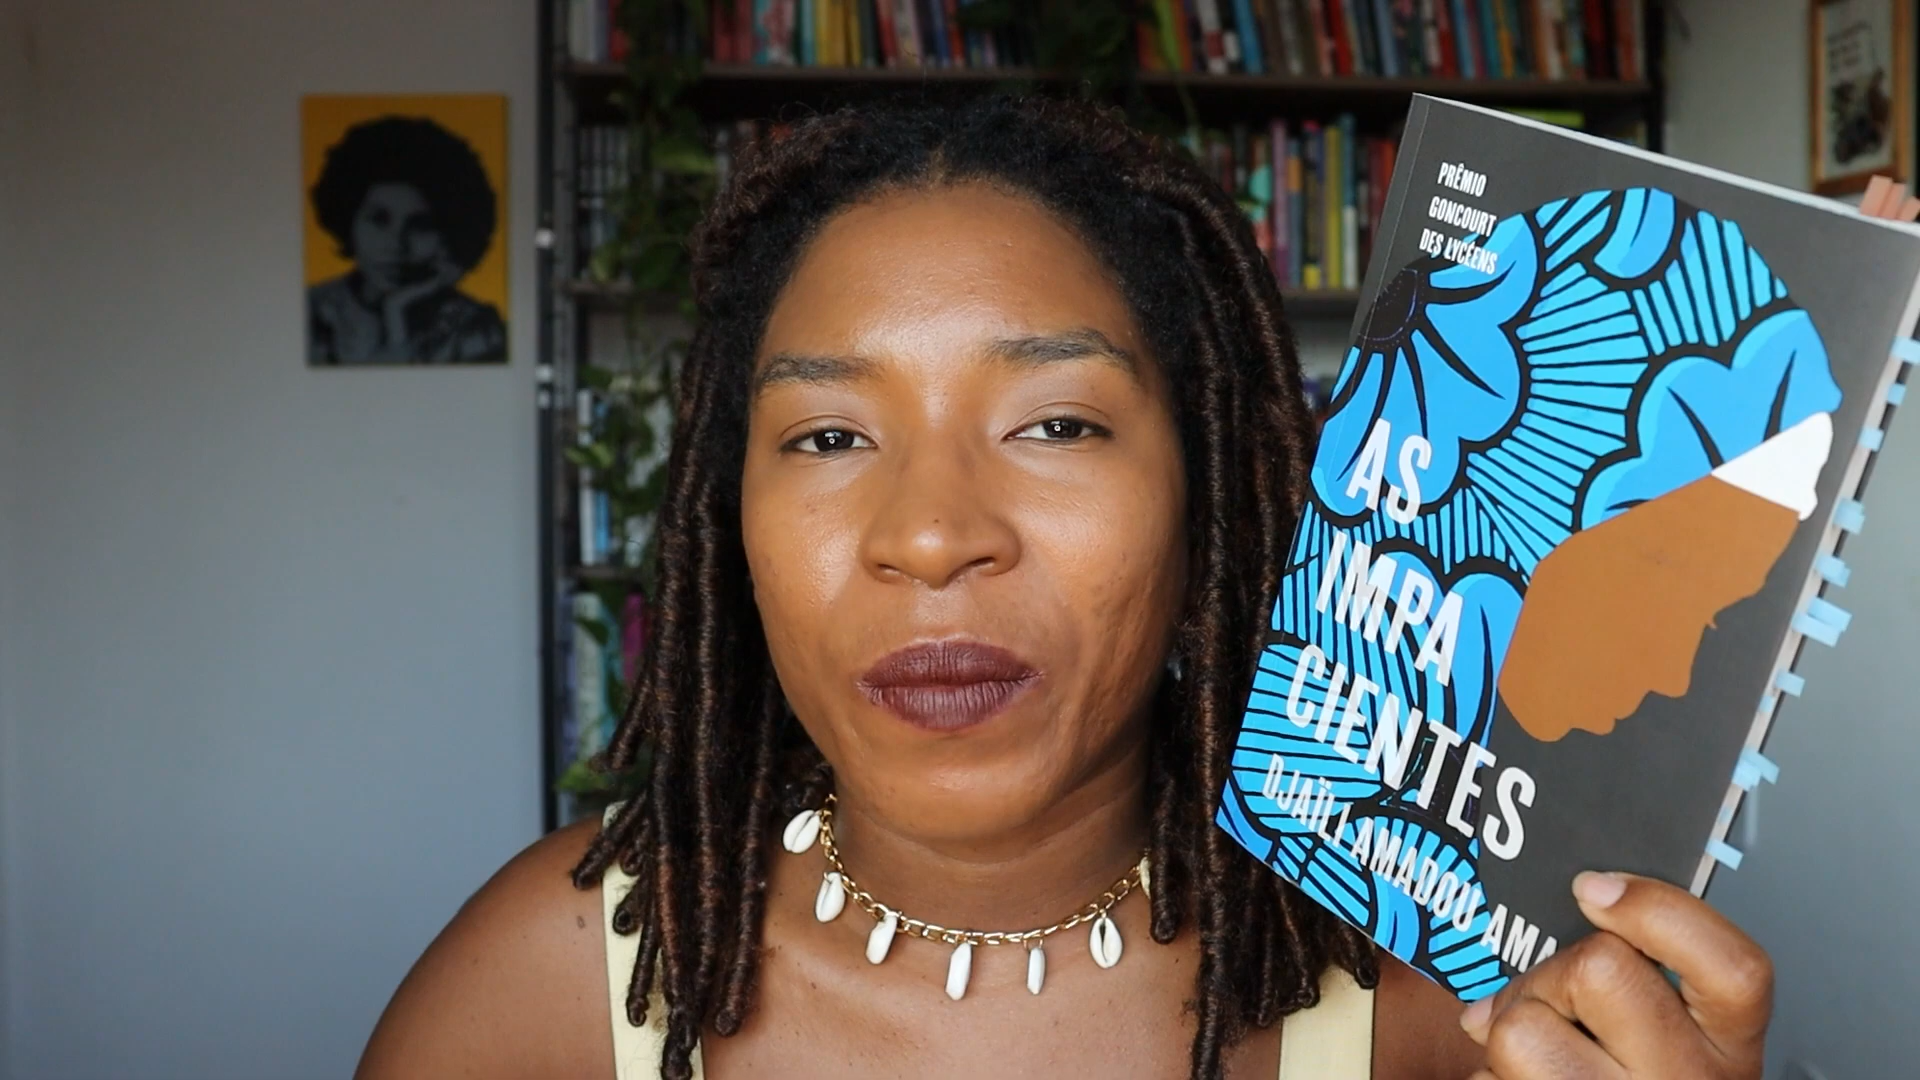 PRÊMIO
GONCOURT
DES LYCÉENS
AS
IMPA
CIENTES
DJAÏLI AMADOU AMA